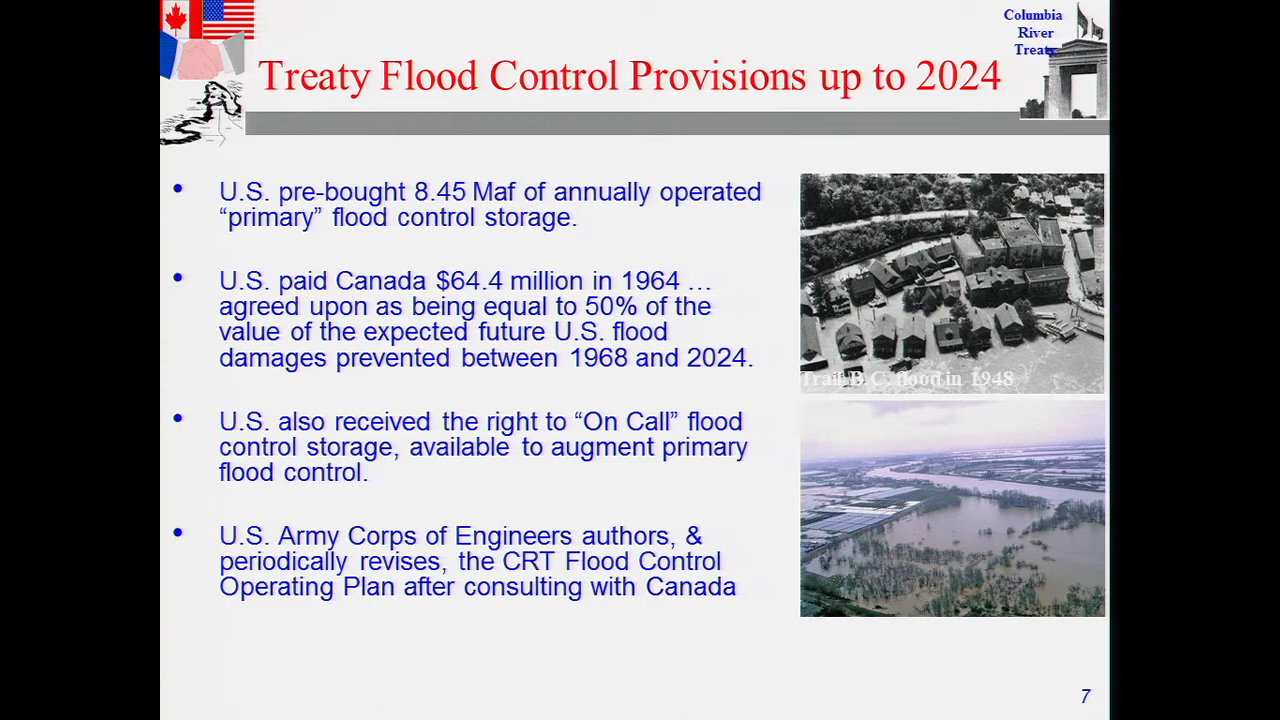 Columbia
River
Treaty
Treaty Flood Control Provisions up to 2024
• U.S. pre-bought 8.45 Maf of annually operated
“primary” flood control storage.
• U.S. paid Canada $64.4 million in 1964 …
agreed upon as being equal to 50% of the
value of the expected future U.S. flood
damages prevented between 1968 and 2024.
• U.S. also received the right to “On Call” flood
control storage, available to augment primary
flood control.
• U.S. Army Corps of Engineers authors, &
periodically revises, the CRT Flood Control
Operating Plan after consulting with Canada
Trail B.C. flood in 1948
7